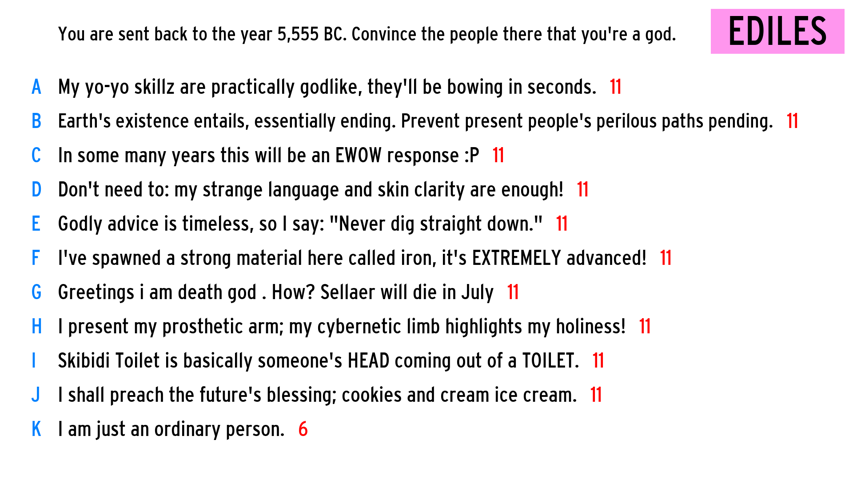 You are sent back to the year 5,555 BC. Convince the people there that you're a god.
EDILES
A My yo-yo skillz are practically godlike, they'll be bowing in seconds. 11
B Earth's existence entails, essentially ending. Prevent present people's perilous paths pending. 11
C In some many years this will be an EWOW response :P 11
D Don't need to: my strange language and skin clarity are enough! 11
E Godly advice is timeless, so I say: "Never dig straight down." 11
F I've spawned a strong material here called iron, it's EXTREMELY advanced! 11
G Greetings i am death god . How? Sellaer will die in July 11
H I present my prosthetic arm; my cybernetic limb highlights my holiness! 11
I Skibidi Toilet is basically someone's HEAD coming out of a TOILET. 11
J I shall preach the future's blessing; cookies and cream ice cream. 11
K I am just an ordinary person. 6